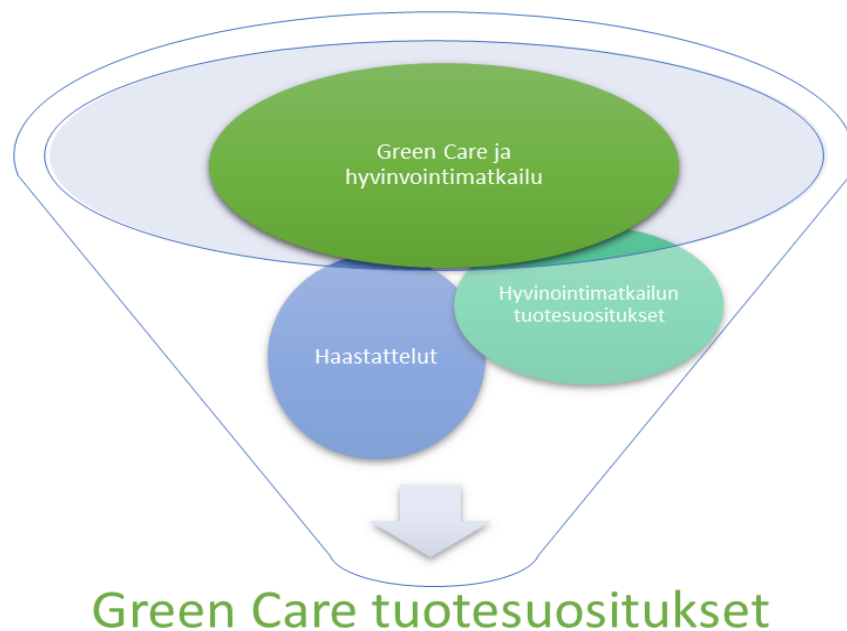 Green Care ja
hyvinvointimatkailu
Hyvinointimatkailun
tuotesuositukset
Haastattelut
Green Care tuotesuositukset